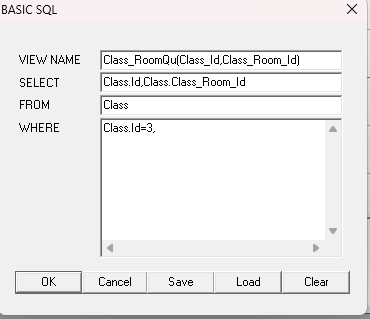 BASIC SQL
VIEW NAME Class_RoomQu(Class_Id,Class_Room_Id)
SELECT Class.Id,Class.Class_Room_Id
FROM Class
WHERE Class.Id=3,
OK Cancel Save Load Clear